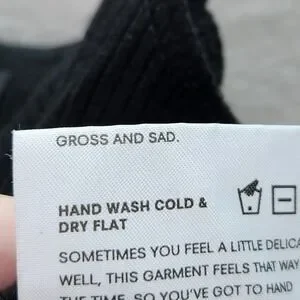 GROSS AND SAD.
HAND WASH COLD &
DRY FLAT
SOMETIMES YOU FEEL A LITTLE DELICA
WELL, THIS GARMENT FEELS THAT WAY
THE TIME, SO YOU'VE GOT TO HAND